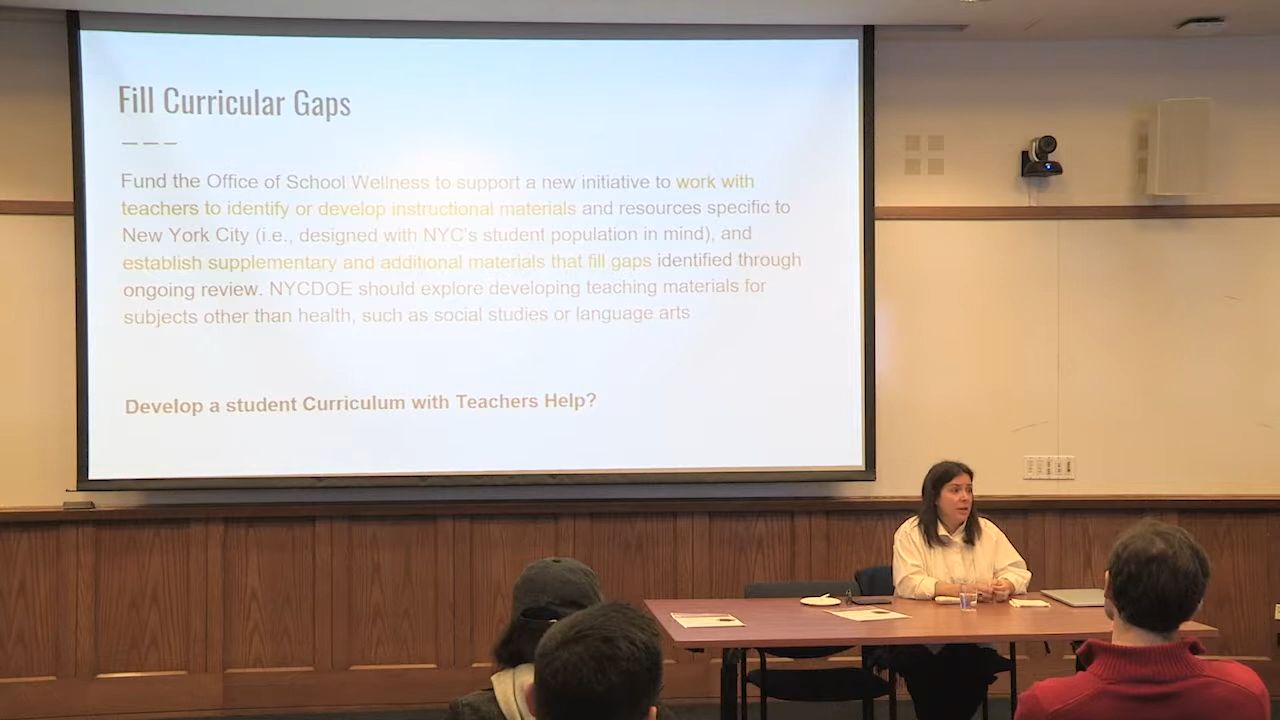 Fill Curricular Gaps
Fund the Office of School Wellness to support a new initiative to work with
teachers to identify or develop instructional materials and resources specific to
New York City (i.e., designed with NYC's student population in mind), and
establish supplementary and additional materials that fill gaps identified through
ongoing review. NYCDOE should explore developing teaching materials for
subjects other than health, such as social studies or language arts
Develop a student Curriculum with Teachers Help?